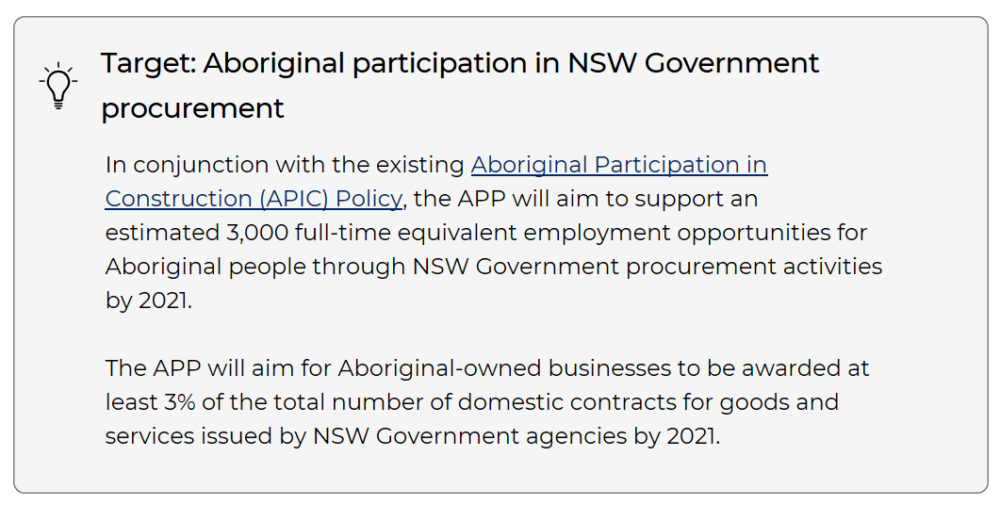 Target: Aboriginal participation in NSW Government
procurement
In conjunction with the existing Aboriginal Participation in
Construction (APIC) Policy, the APP will aim to support an
estimated 3,000 full-time equivalent employment opportunities for
Aboriginal people through NSW Government procurement activities
by 2021.
The APP will aim for Aboriginal-owned businesses to be awarded at
least 3% of the total number of domestic contracts for goods and
services issued by NSW Government agencies by 2021.